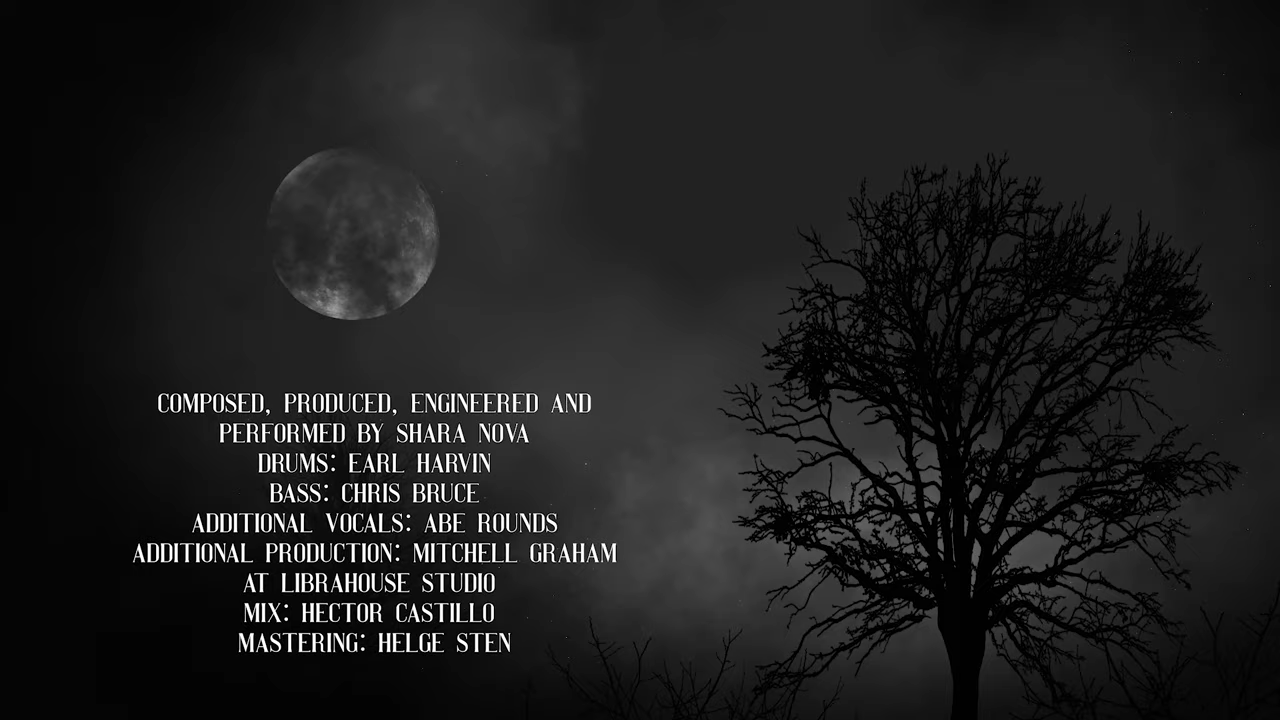 COMPOSED, PRODUCED, ENGINEERED AND
PERFORMED BY SHARA NOVA
DRUMS: EARL HARVIN
BASS: CHRIS BRUCE
ADDITIONAL VOCALS: ABE ROUNDS
ADDITIONAL PRODUCTION: MITCHELL GRAHAM
AT LIBRAHOUSE STUDIO
MIX: HECTOR CASTILLO
MASTERING: HELGE STEN